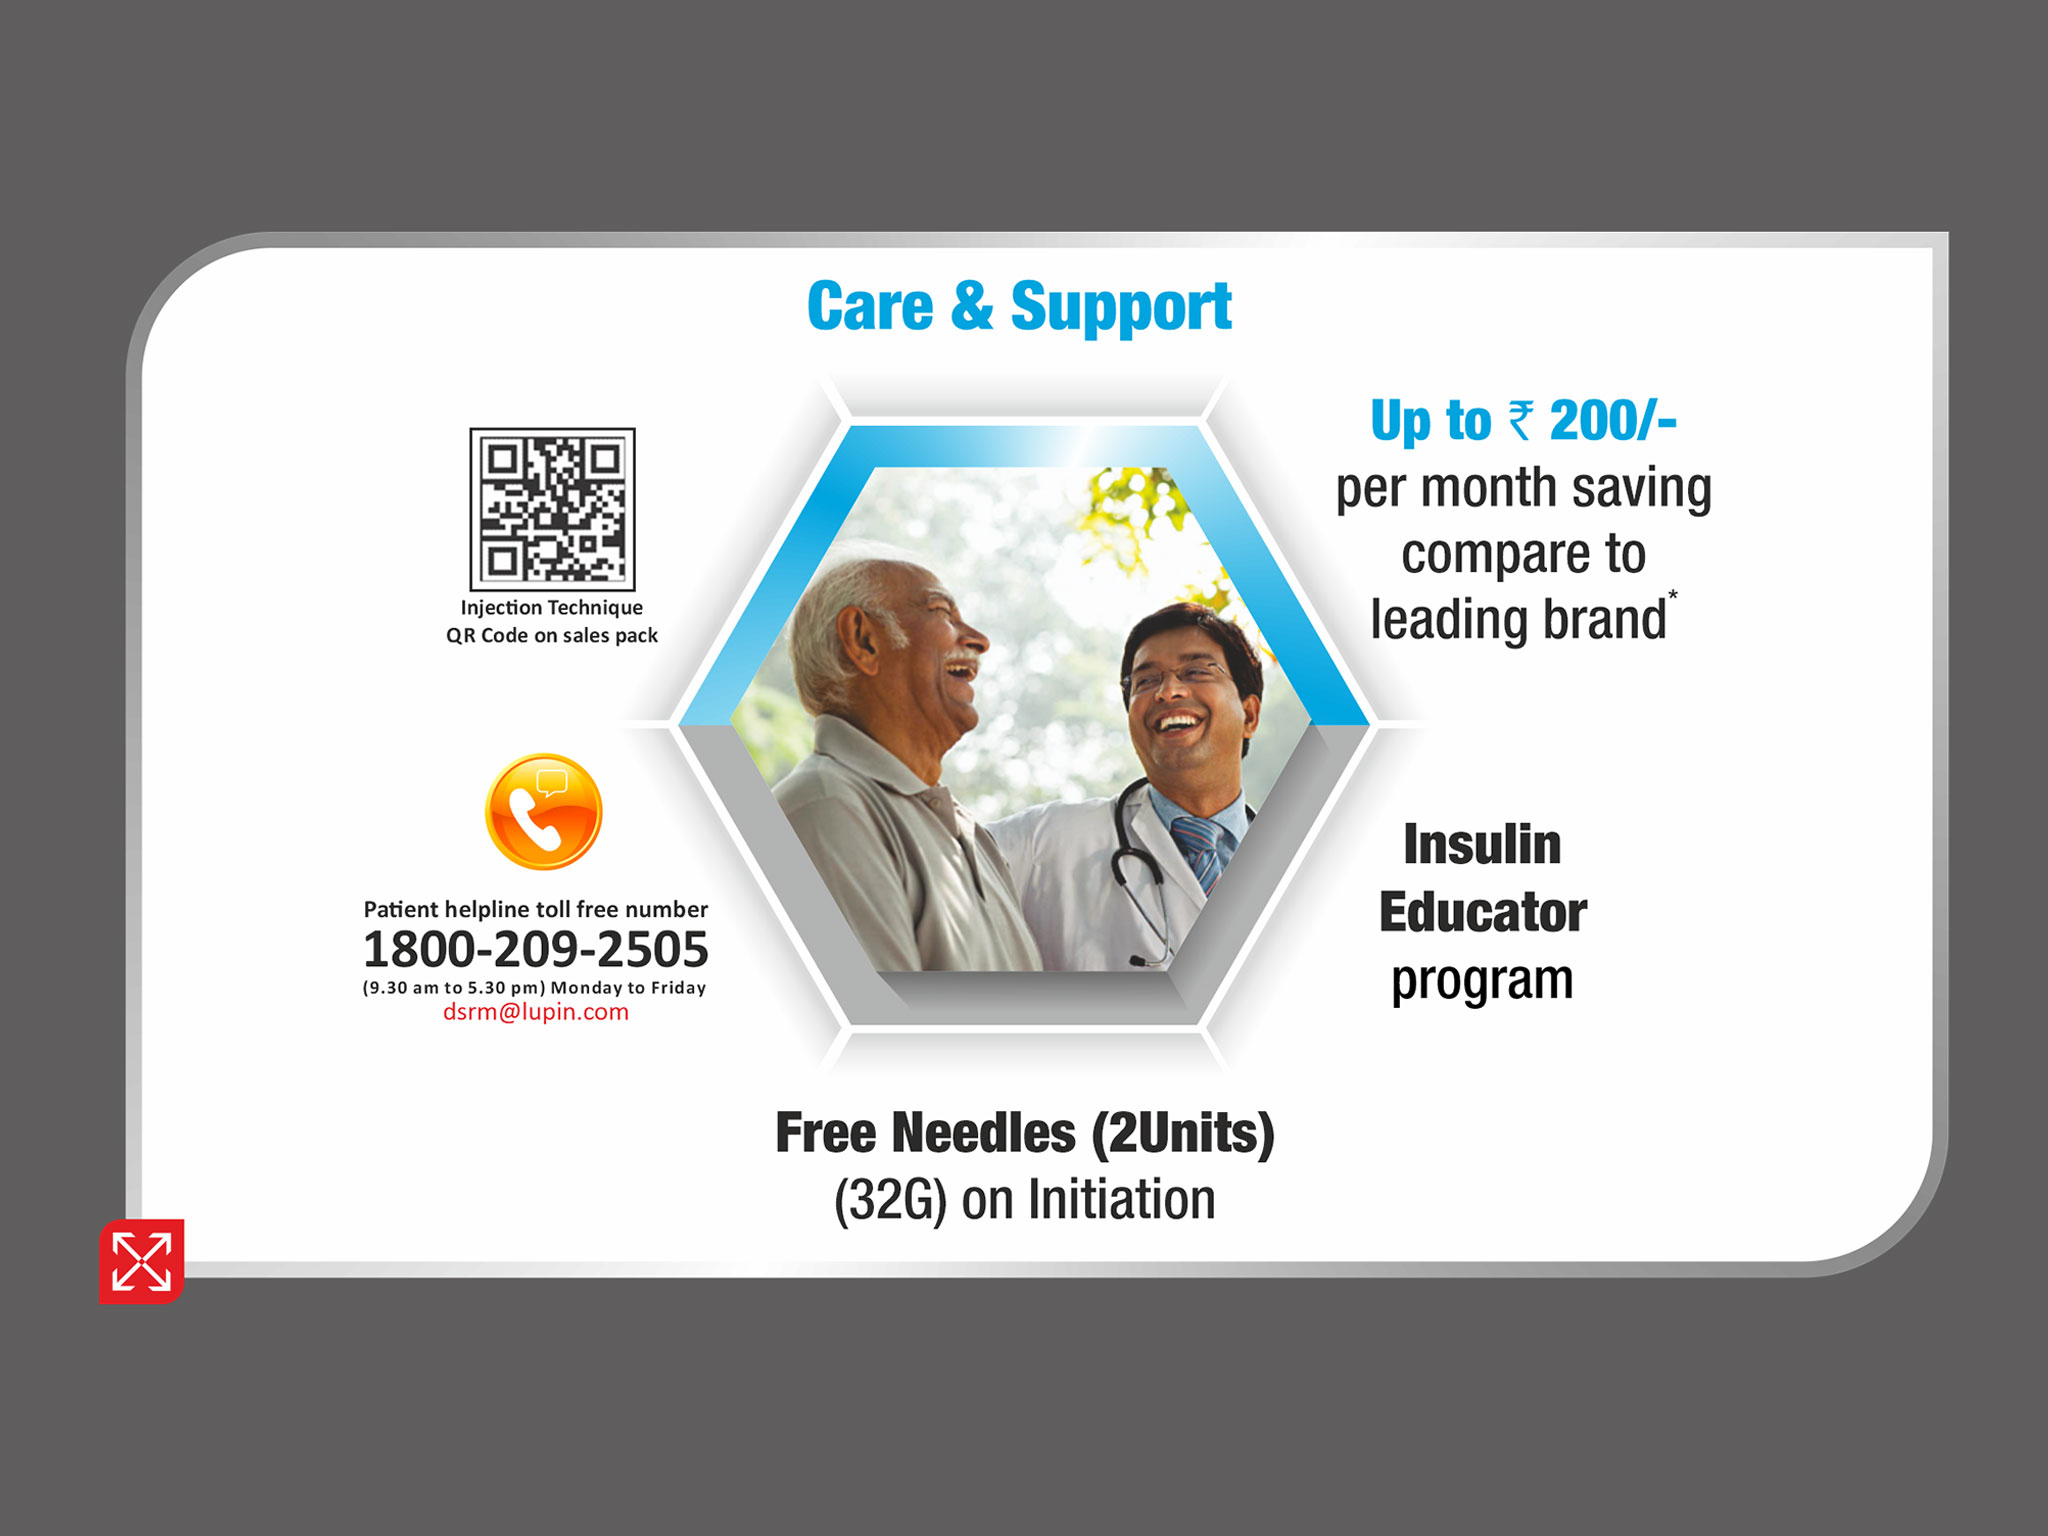 Care & Support
Injection Technique
QR Code on sales pack
Up to ₹ 200/-
per month saving
compare to
leading brand*
Patient helpline toll free number
1800-209-2505
(9.30 am to 5.30 pm) Monday to Friday
dsrm@lupin.com
Insulin
Educator
program
Free Needles (2Units)
(32G) on Initiation